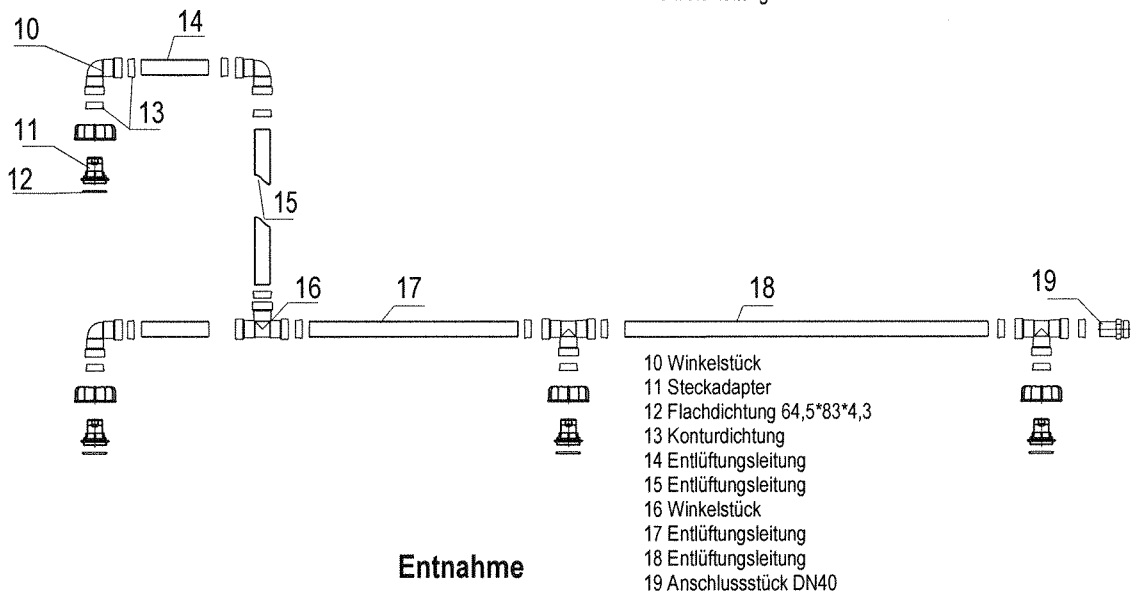 14
10
13
11
12
15
16
17
18
19
10 Winkelstück
11 Steckadapter
12 Flachdichtung 64,5*83*4,3
13 Konturdichtung
14 Entlüftungsleitung
15 Entlüftungsleitung
16 Winkelstück
17 Entlüftungsleitung
18 Entlüftungsleitung
19 Anschlussstück DN40
Entnahme